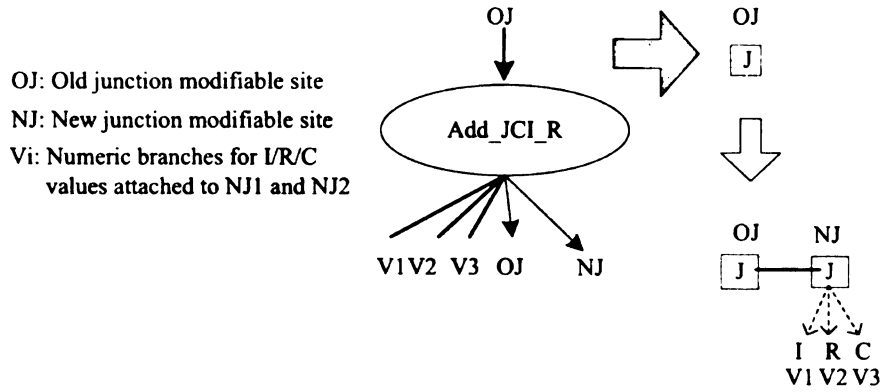 OJ: Old junction modifiable site
NJ: New junction modifiable site
Vi: Numeric branches for I/R/C
values attached to NJ1 and NJ2
OJ
Add_JCI_R
V1 V2 V3 OJ NJ
OJ
J
OJ NJ
J J
I R C
V1 V2 V3